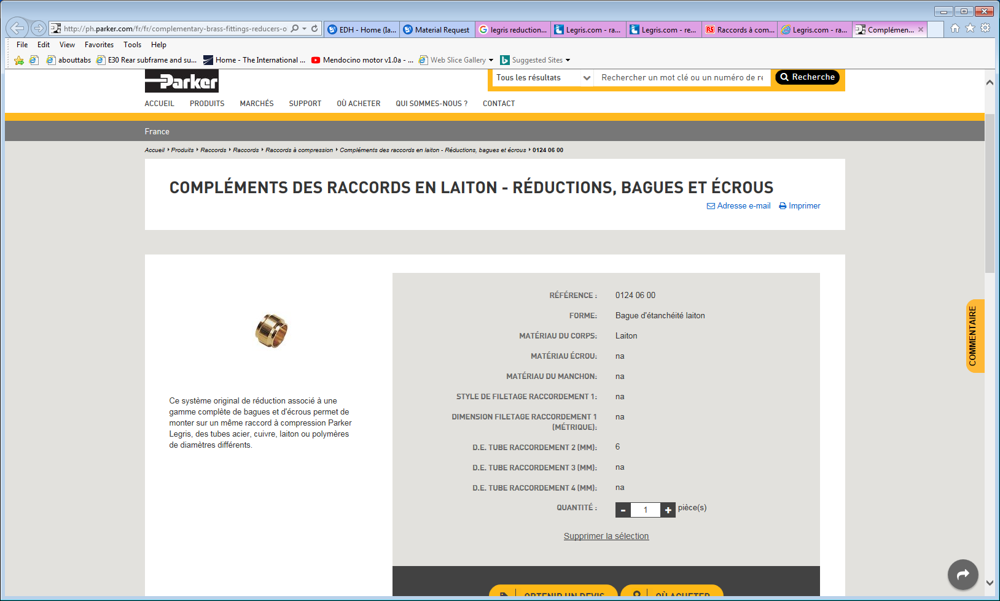 http://ph.parker.com/fr/fr/complementary-brass-fittings-reducers-o
EDH - Home (Ia...
Material Request
legris reduction...
Legris.com - ra...
Legris.com - re...
Raccords à com...
Legris.com - ra...
Complémen...
File Edit View Favorites Tools Help
abouttabs
E30 Rear subframe and su...
Home - The International ...
Mendocino motor v1.0a - ...
Web Slice Gallery
Suggested Sites
Parker
Tous les résultats
Rechercher un mot clé ou un numéro de ré
Recherche
ACCUEIL PRODUITS MARCHÉS SUPPORT OÙ ACHETER QUI SOMMES-NOUS ? CONTACT
France
Accueil Produits Raccords Raccords Raccords à compression Compléments des raccords en laiton - Réductions, bagues et écrous 0124 06 00
COMPLÉMENTS DES RACCORDS EN LAITON - RÉDUCTIONS, BAGUES ET ÉCROUS
Adresse e-mail Imprimer
Ce système original de réduction associé à une
gamme complète de bagues et d'écrous permet de
monter sur un même raccord à compression Parker
Legris, des tubes acier, cuivre, laiton ou polymères
de diamètres différents.
RÉFÉRENCE : 0124 06 00
FORME: Bague d'étanchéité laiton
MATÉRIAU DU CORPS: Laiton
MATÉRIAU ÉCROU: na
MATÉRIAU DU MANCHON: na
STYLE DE FILETAGE RACCORDEMENT 1: na
DIMENSION FILETAGE RACCORDEMENT 1 na
(MÉTRIQUE):
D.E. TUBE RACCORDEMENT 2 (MM): 6
D.E. TUBE RACCORDEMENT 3 (MM): na
D.E. TUBE RACCORDEMENT 4 (MM): na
QUANTITÉ : - 1 + pièce(s)
Supprimer la sélection
OBTENIR UN DEVIS
OÙ ACHETER
COMMENTAIRE